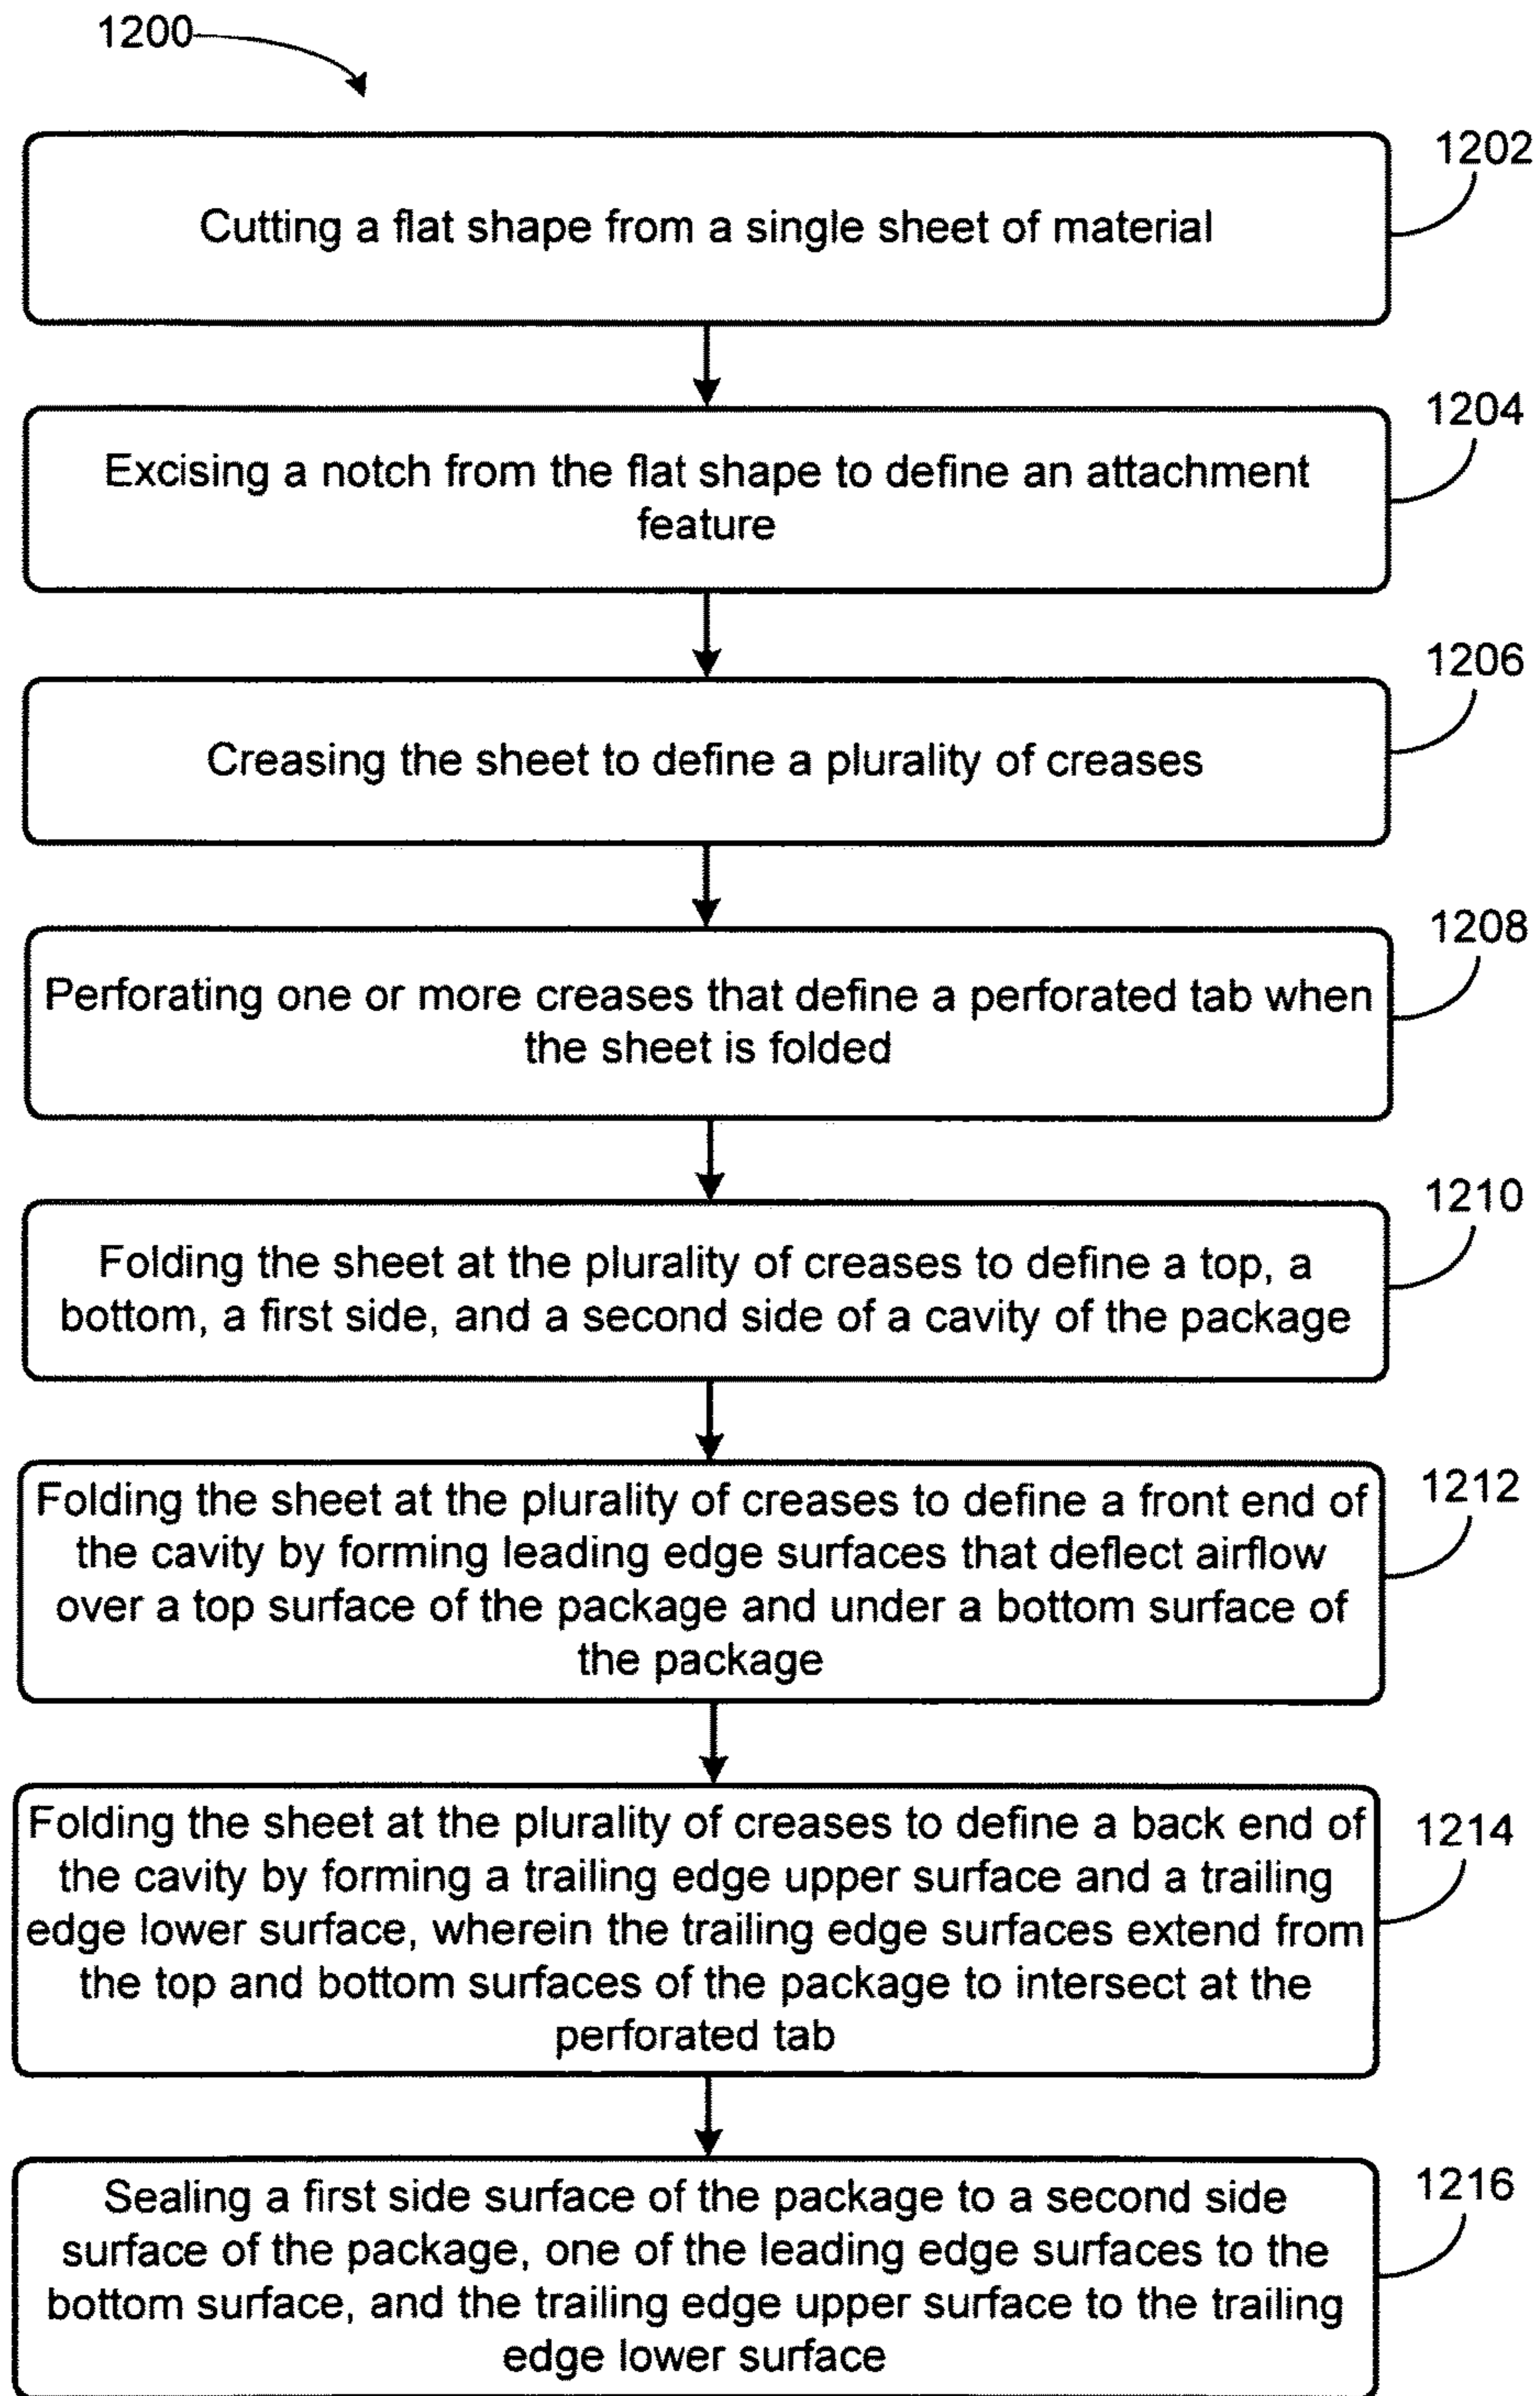 1200
1202
Cutting a flat shape from a single sheet of material
1204
Excising a notch from the flat shape to define an attachment
feature
1206
Creasing the sheet to define a plurality of creases
1208
Perforating one or more creases that define a perforated tab when
the sheet is folded
1210
Folding the sheet at the plurality of creases to define a top, a
bottom, a first side, and a second side of a cavity of the package
1212
Folding the sheet at the plurality of creases to define a front end of
the cavity by forming leading edge surfaces that deflect airflow
over a top surface of the package and under a bottom surface of
the package
1214
Folding the sheet at the plurality of creases to define a back end of
the cavity by forming a trailing edge upper surface and a trailing
edge lower surface, wherein the trailing edge surfaces extend from
the top and bottom surfaces of the package to intersect at the
perforated tab
1216
Sealing a first side surface of the package to a second side
surface of the package, one of the leading edge surfaces to the
bottom surface, and the trailing edge upper surface to the trailing
edge lower surface